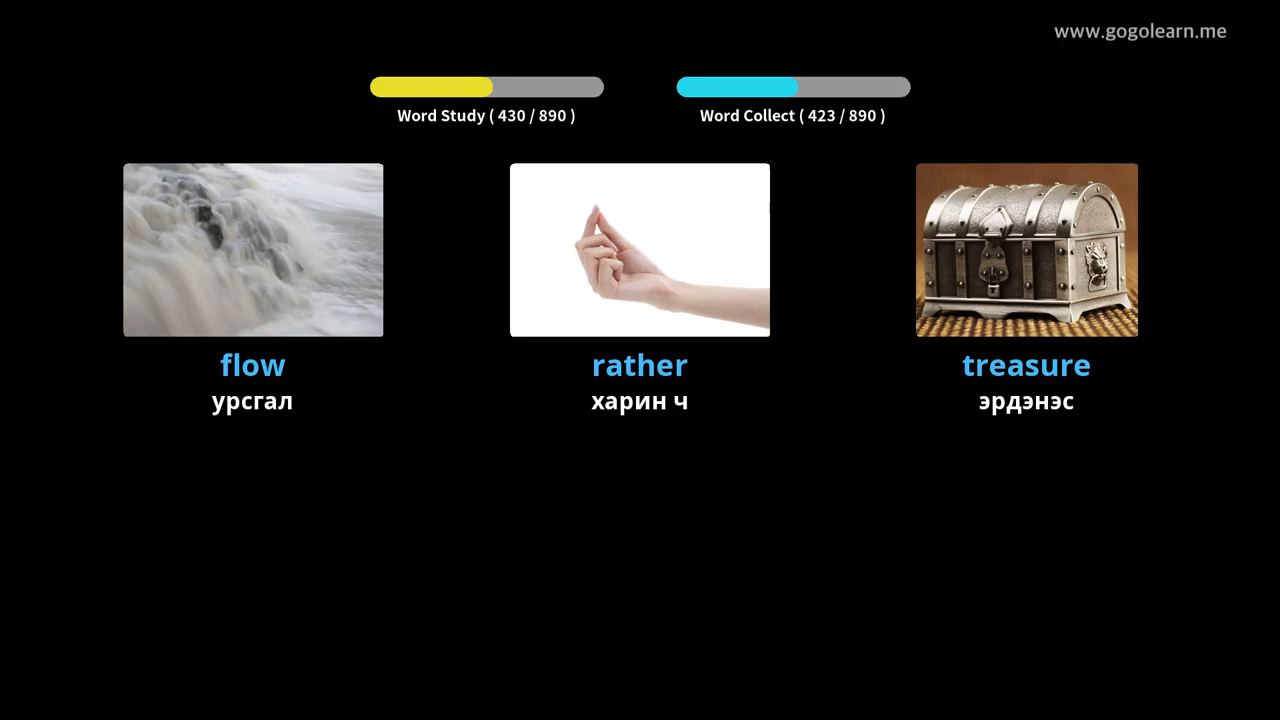 www.gogolearn.me
Word Study ( 430 / 890 )
Word Collect ( 423 / 890 )
flow
урсгал
rather
харин ч
treasure
эрдэнэс